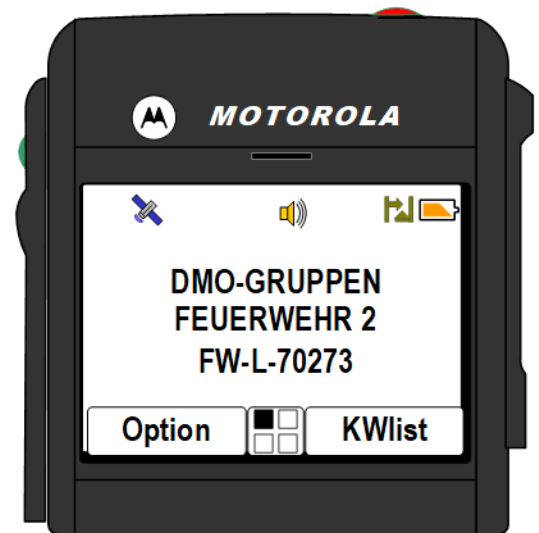 MOTOROLA
DMO-GRUPPEN
FEUERWEHR 2
FW-L-70273
Option KWlist